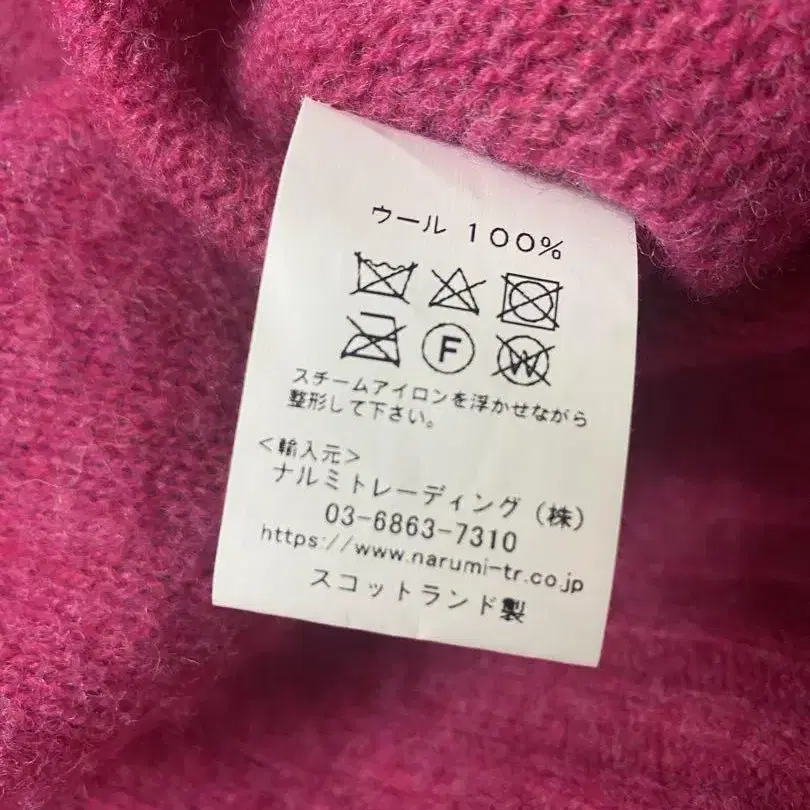 ウール 100%
F W
スチームアイロンを浮かせながら
整形して下さい。
<輸入元>
ナルミトレーディング(株)
03-6863-7310
https://www.narumi-tr.co.jp
スコットランド製